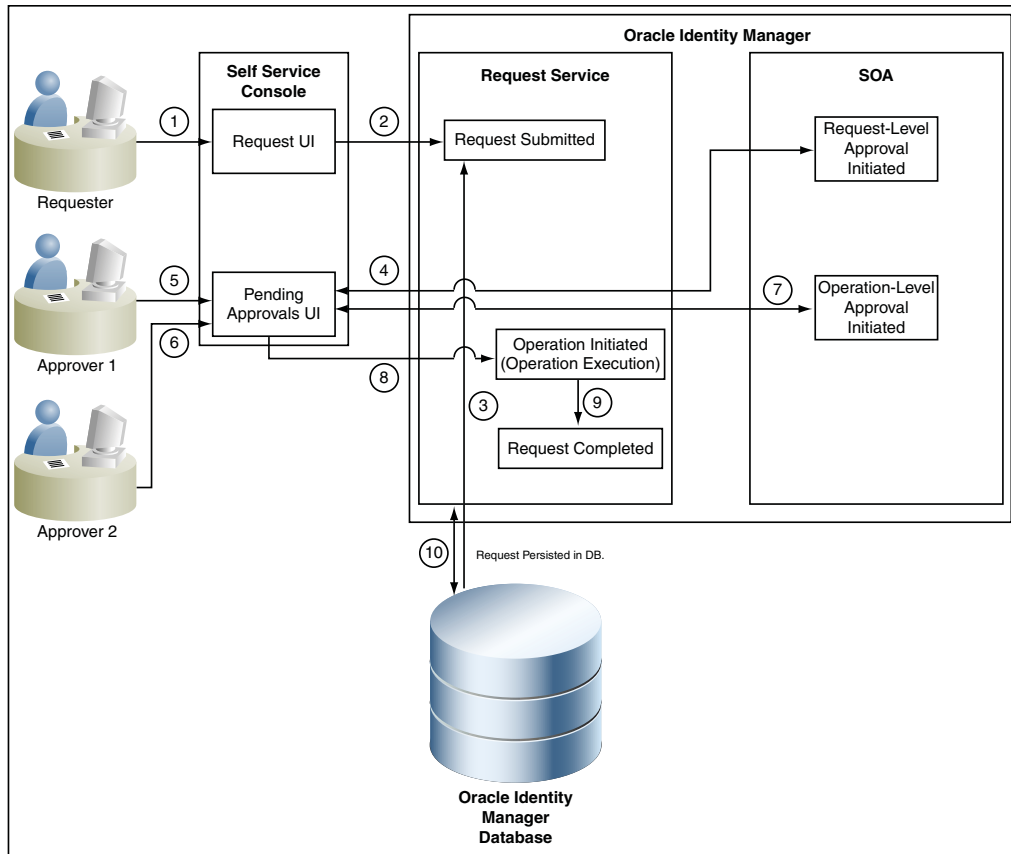 Oracle Identity Manager
Self Service
Console
Request Service
SOA
1
Request UI
2
Request Submitted
Request-Level
Approval
Initiated
Requester
5
4
Pending
Approvals UI
7
Operation-Level
Approval
Initiated
Approver 1
6
8
Operation Initiated
(Operation Execution)
3
9
Request Completed
Approver 2
10
Request Persisted in DB.
Oracle Identity
Manager
Database